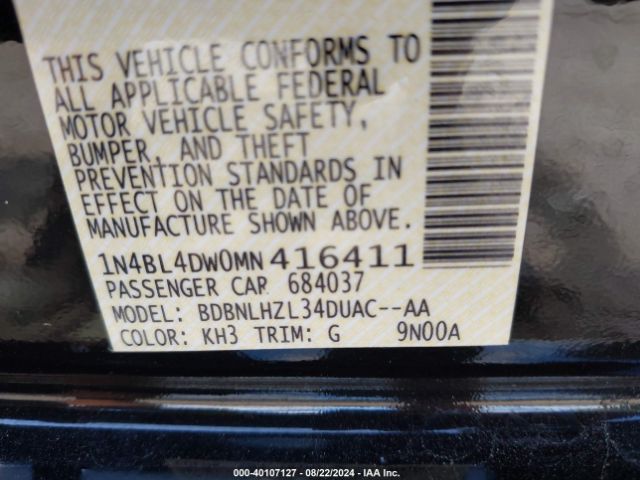 THIS VEHICLE CONFORMS TO
ALL APPLICABLE FEDERAL
MOTOR VEHICLE SAFETY,
BUMPER, AND THEFT
PREVENTION STANDARDS IN
EFFECT ON THE DATE OF
MANUFACTURE SHOWN ABOVE.
1N4BL4DW0MN 416411
PASSENGER CAR 684037
MODEL: BDBNLHZL34DUAC--AA
COLOR: KH3 TRIM: G 9N00A
000-40107127 - 08/22/2024 - IAA Inc.